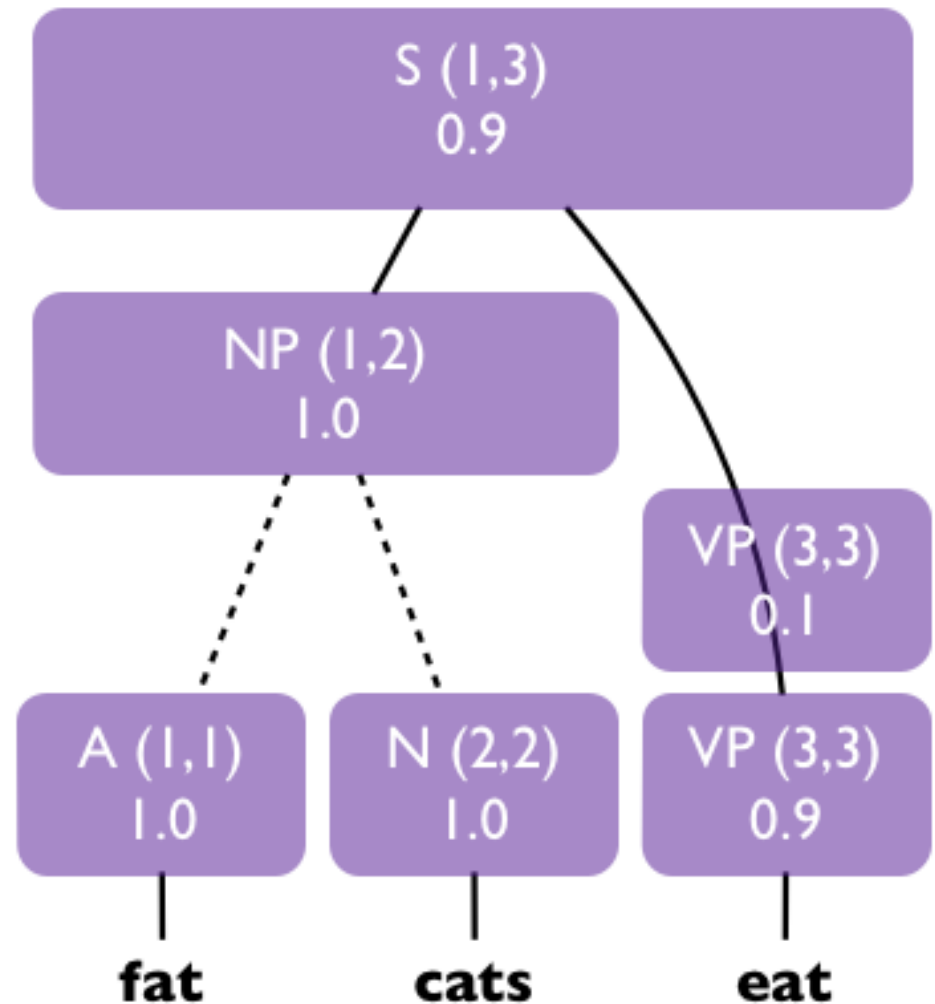 S (1,3)
0.9
NP (1,2)
1.0
VP (3,3)
0.1
A (1,1)
1.0
N (2,2)
1.0
VP (3,3)
0.9
fat
cats
eat